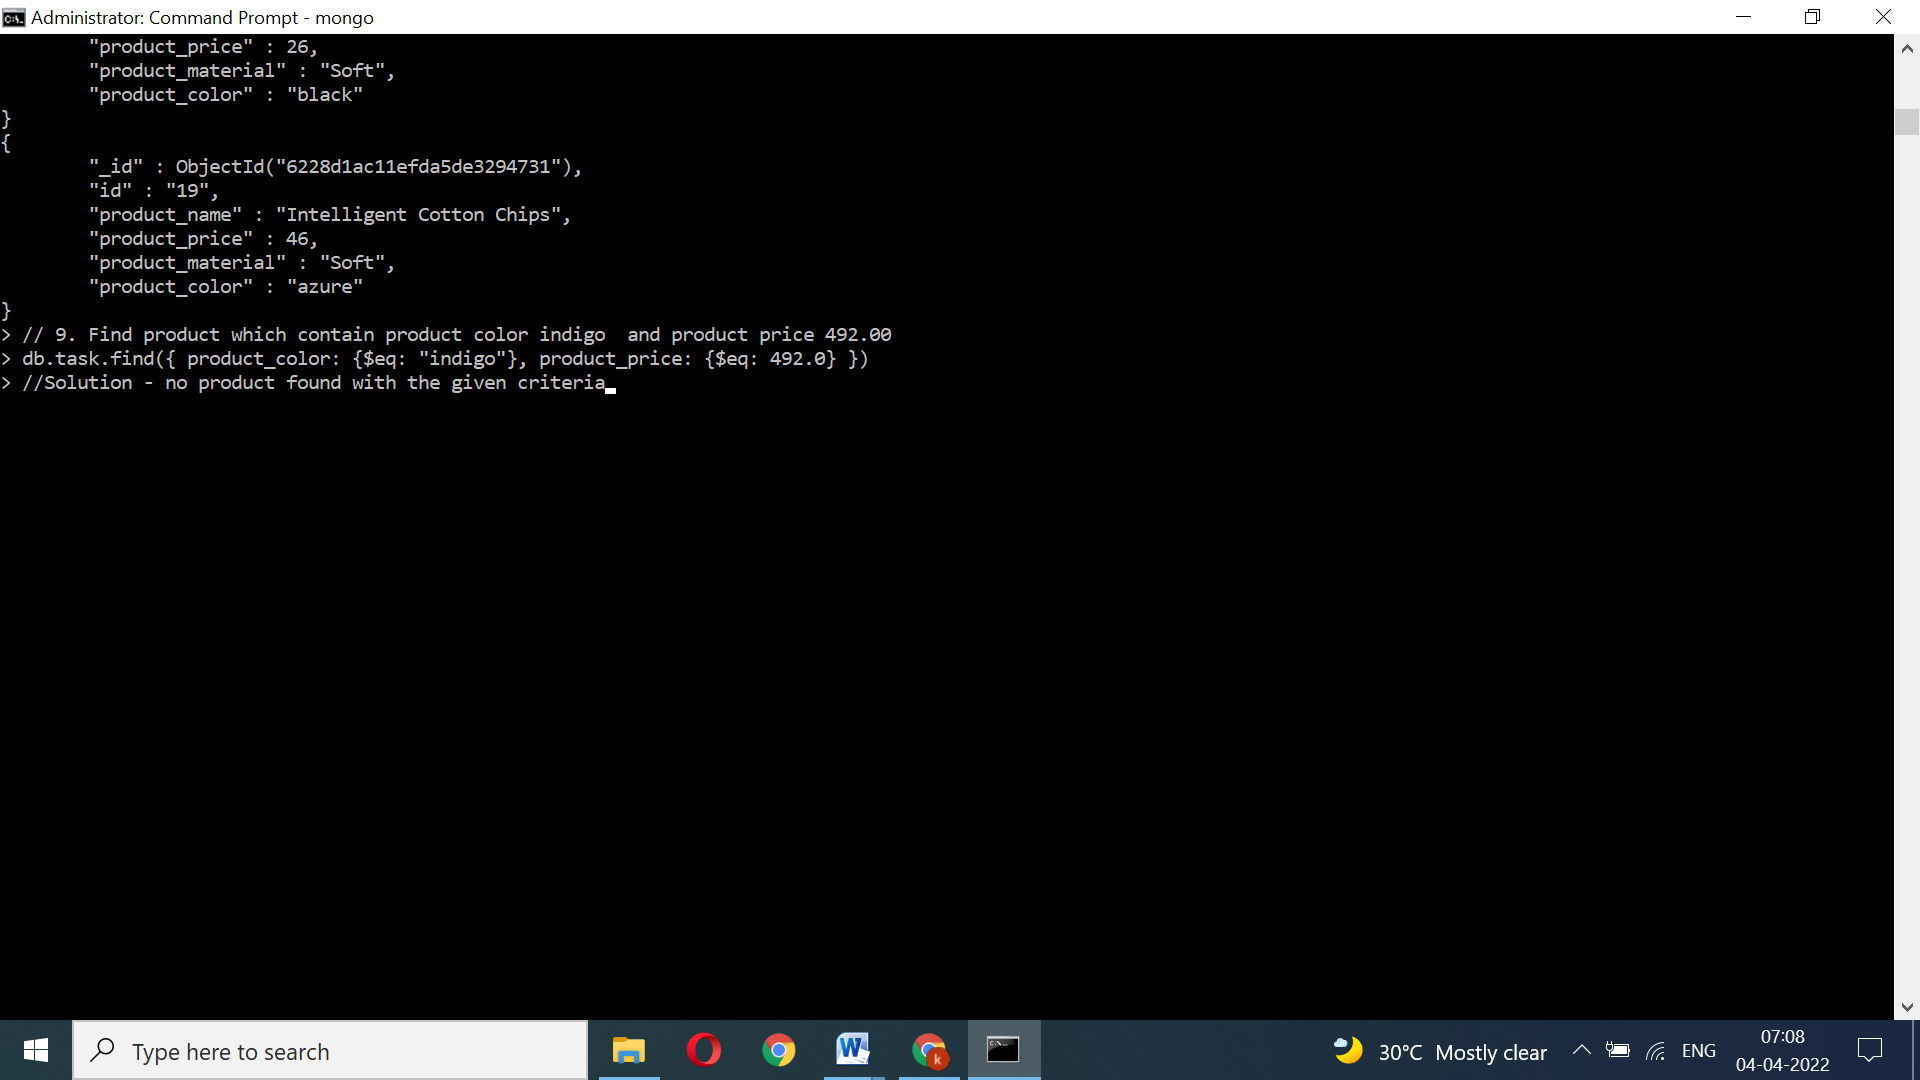 Administrator: Command Prompt - mongo
"product_price" : 26,
"product_material" : "Soft",
"product_color" : "black"
}
{
"_id" : ObjectId("6228d1ac11efda5de3294731"),
"id" : "19",
"product_name" : "Intelligent Cotton Chips",
"product_price" : 46,
"product_material" : "Soft",
"product_color" : "azure"
}
> // 9. Find product which contain product color indigo  and product price 492.00
> db.task.find({ product_color: {$eq: "indigo"}, product_price: {$eq: 492.0} })
> //Solution - no product found with the given criteria
Type here to search
W
k
30°C Mostly clear
ENG
07:08
04-04-2022